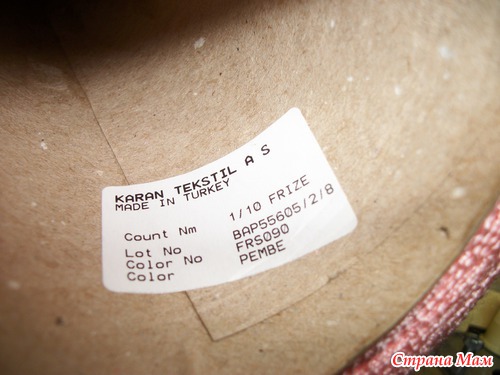 KARAN TEKSTIL A S
MADE IN TURKEY
Count Nm 1/10 FRIZE
Lot No BAP55605/2/8
Color No FRS090
Color PEMBE
Страна Мам